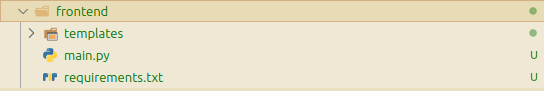 frontend
templates
main.py U
requirements.txt U